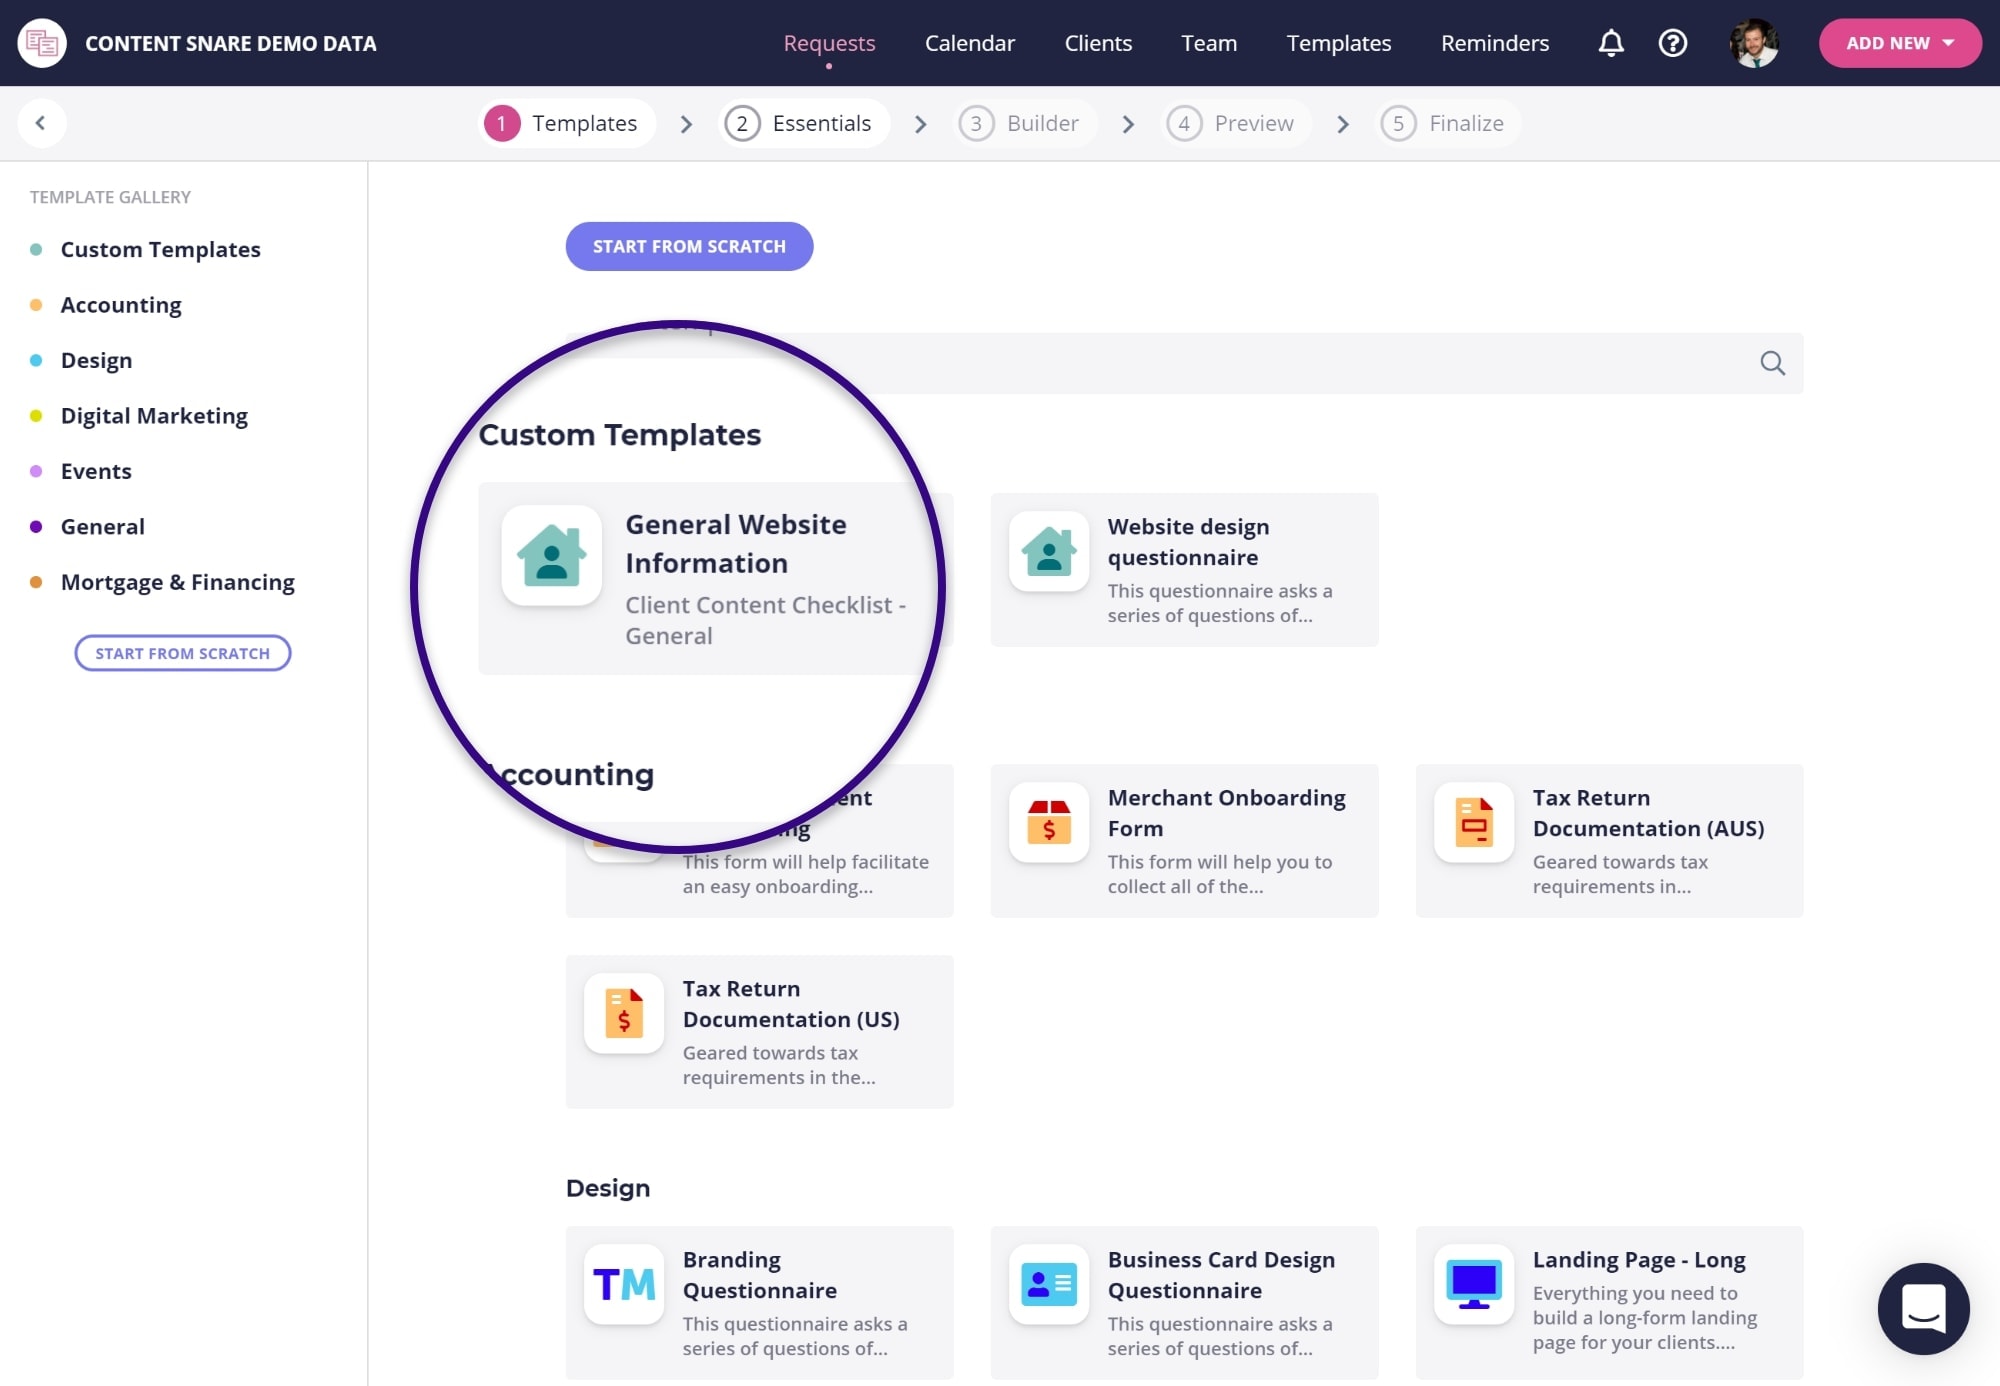 CONTENT SNARE DEMO DATA
Requests
Calendar
Clients
Team
Templates
Reminders
ADD NEW
1 Templates
2 Essentials
3 Builder
4 Preview
5 Finalize
TEMPLATE GALLERY
Custom Templates
Accounting
Design
Digital Marketing
Events
General
Mortgage & Financing
START FROM SCRATCH
START FROM SCRATCH
Custom Templates
General Website
Information
Client Content Checklist -
General
Website design
questionnaire
This questionnaire asks a
series of questions of...
Accounting
This form will help facilitate
an easy onboarding...
Merchant Onboarding
Form
This form will help you to
collect all of the...
Tax Return
Documentation (AUS)
Geared towards tax
requirements in...
Tax Return
Documentation (US)
Geared towards tax
requirements in the...
Design
TM
Branding
Questionnaire
This questionnaire asks a
series of questions of...
Business Card Design
Questionnaire
This questionnaire asks a
series of questions of...
Landing Page - Long
Everything you need to
build a long-form landing
page for your clients....